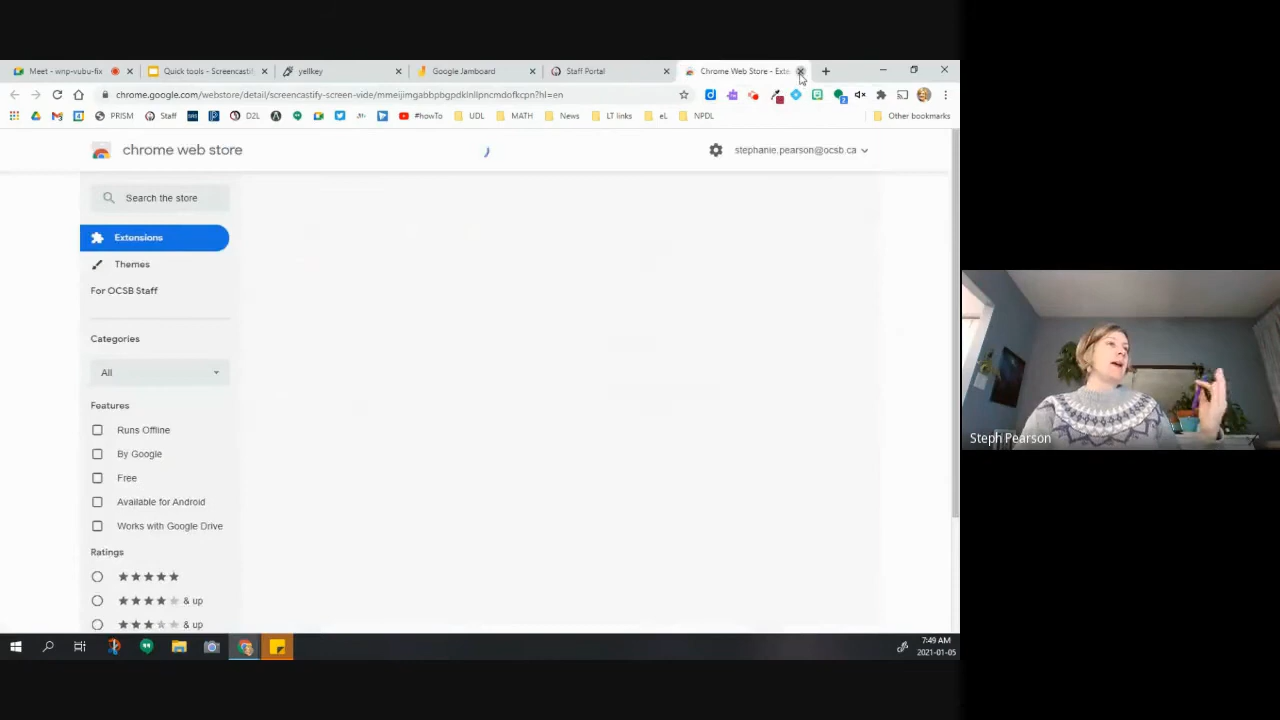 Meet - wnp-vubu-fix
Quick tools - Screencastif
yellkey
Google Jamboard
Staff Portal
Chrome Web Store - Exte
chrome.google.com/webstore/detail/screencastify-screen-vide/mmeijimgabbpbgpdklnllpncmdofkcpn?hl=en
PRISM
Staff
D2L
#howTo
UDL
MATH
News
LT links
eL
NPDL
Other bookmarks
chrome web store
stephanie.pearson@ocsb.ca
Search the store
Extensions
Themes
For OCSB Staff
Categories
All
Features
Runs Offline
By Google
Free
Available for Android
Works with Google Drive
Ratings
& up
& up
Steph Pearson
7:49 AM
2021-01-05